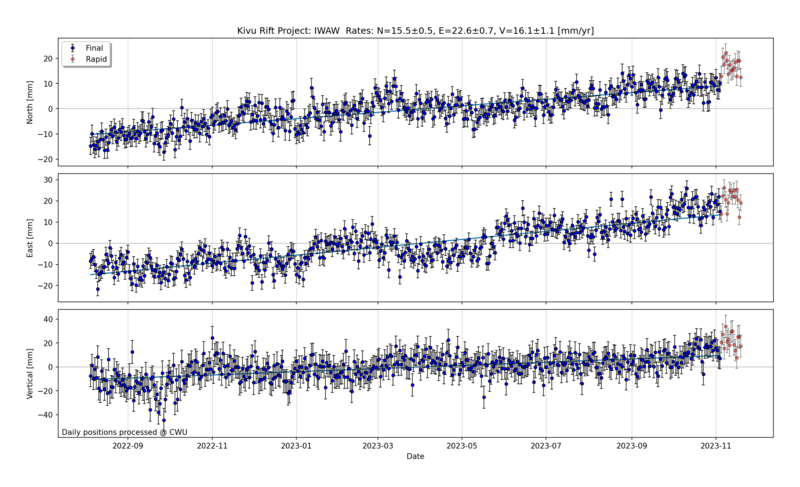 Kivu Rift Project: IWAW  Rates: N=15.5±0.5, E=22.6±0.7, V=16.1±1.1 [mm/yr]
Final
Rapid
North [mm]
20
10
0
−10
−20
East [mm]
30
20
10
0
−10
−20
Vertical [mm]
40
20
0
−20
−40
Daily positions processed @ CWU
2022-09 2022-11 2023-01 2023-03 2023-05 2023-07 2023-09 2023-11
Date